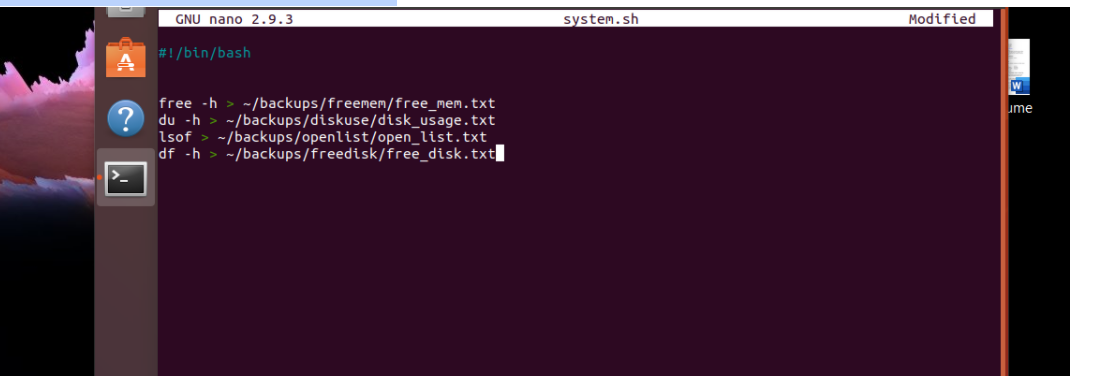 GNU nano 2.9.3 system.sh Modified
#!/bin/bash
free -h > ~/backups/freemem/free_mem.txt
du -h > ~/backups/diskuse/disk_usage.txt
lsof > ~/backups/openlist/open_list.txt
df -h > ~/backups/freedisk/free_disk.txt
ume